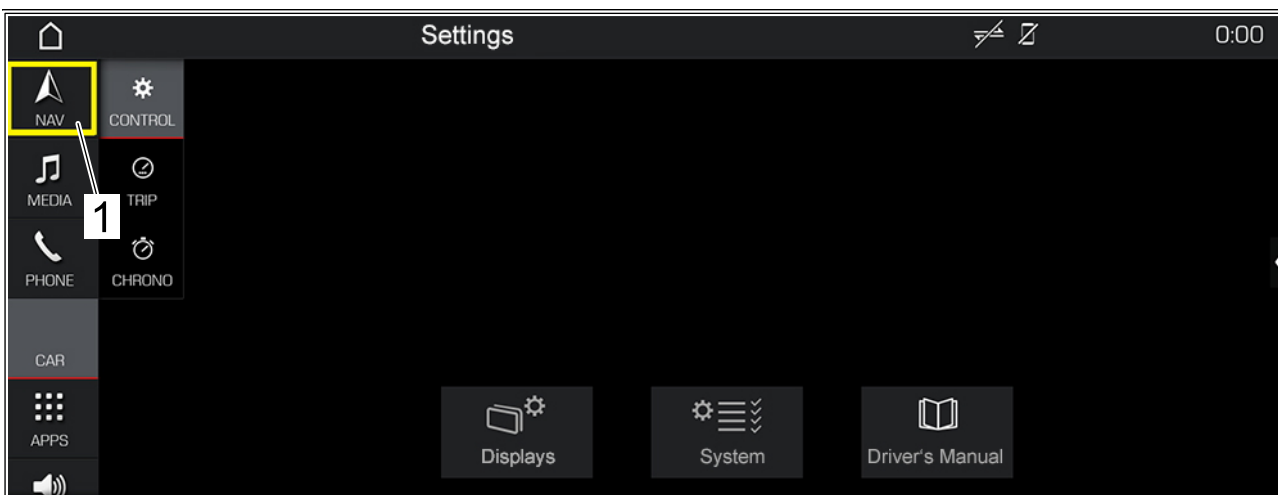 Settings
0:00
NAV
CONTROL
MEDIA
TRIP
1
PHONE
CHRONO
CAR
APPS
Displays
System
Driver's Manual